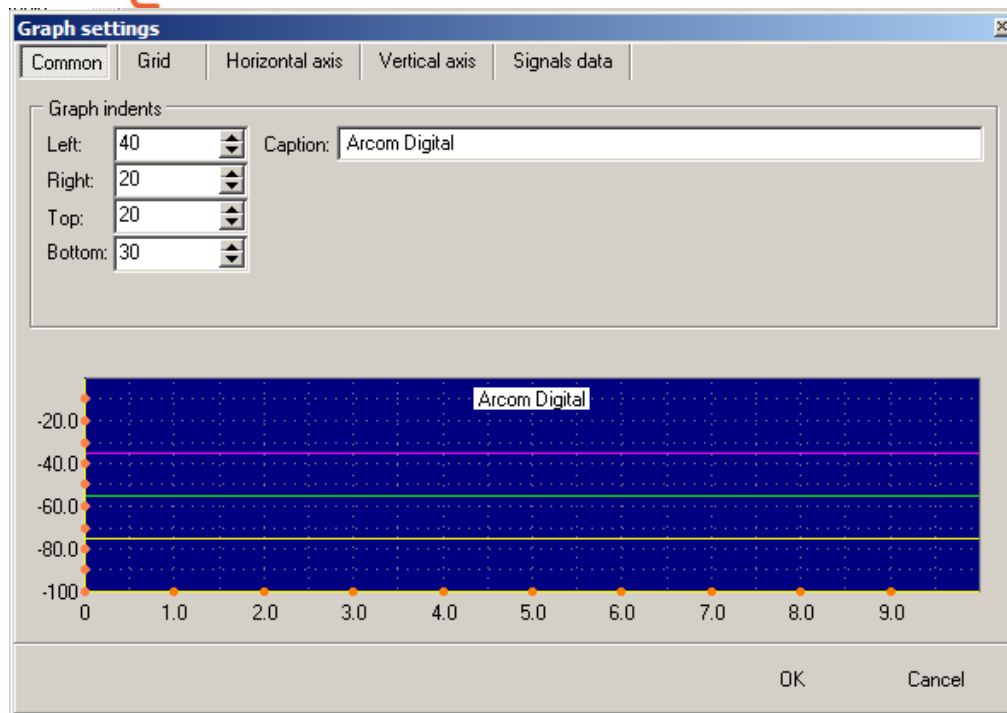 Graph settings
Common Grid Horizontal axis Vertical axis Signals data
Graph indents
Left: 40 Caption: Arcom Digital
Right: 20
Top: 20
Bottom: 30
Arcom Digital
-20.0
-40.0
-60.0
-80.0
-100
0 1.0 2.0 3.0 4.0 5.0 6.0 7.0 8.0 9.0
OK Cancel